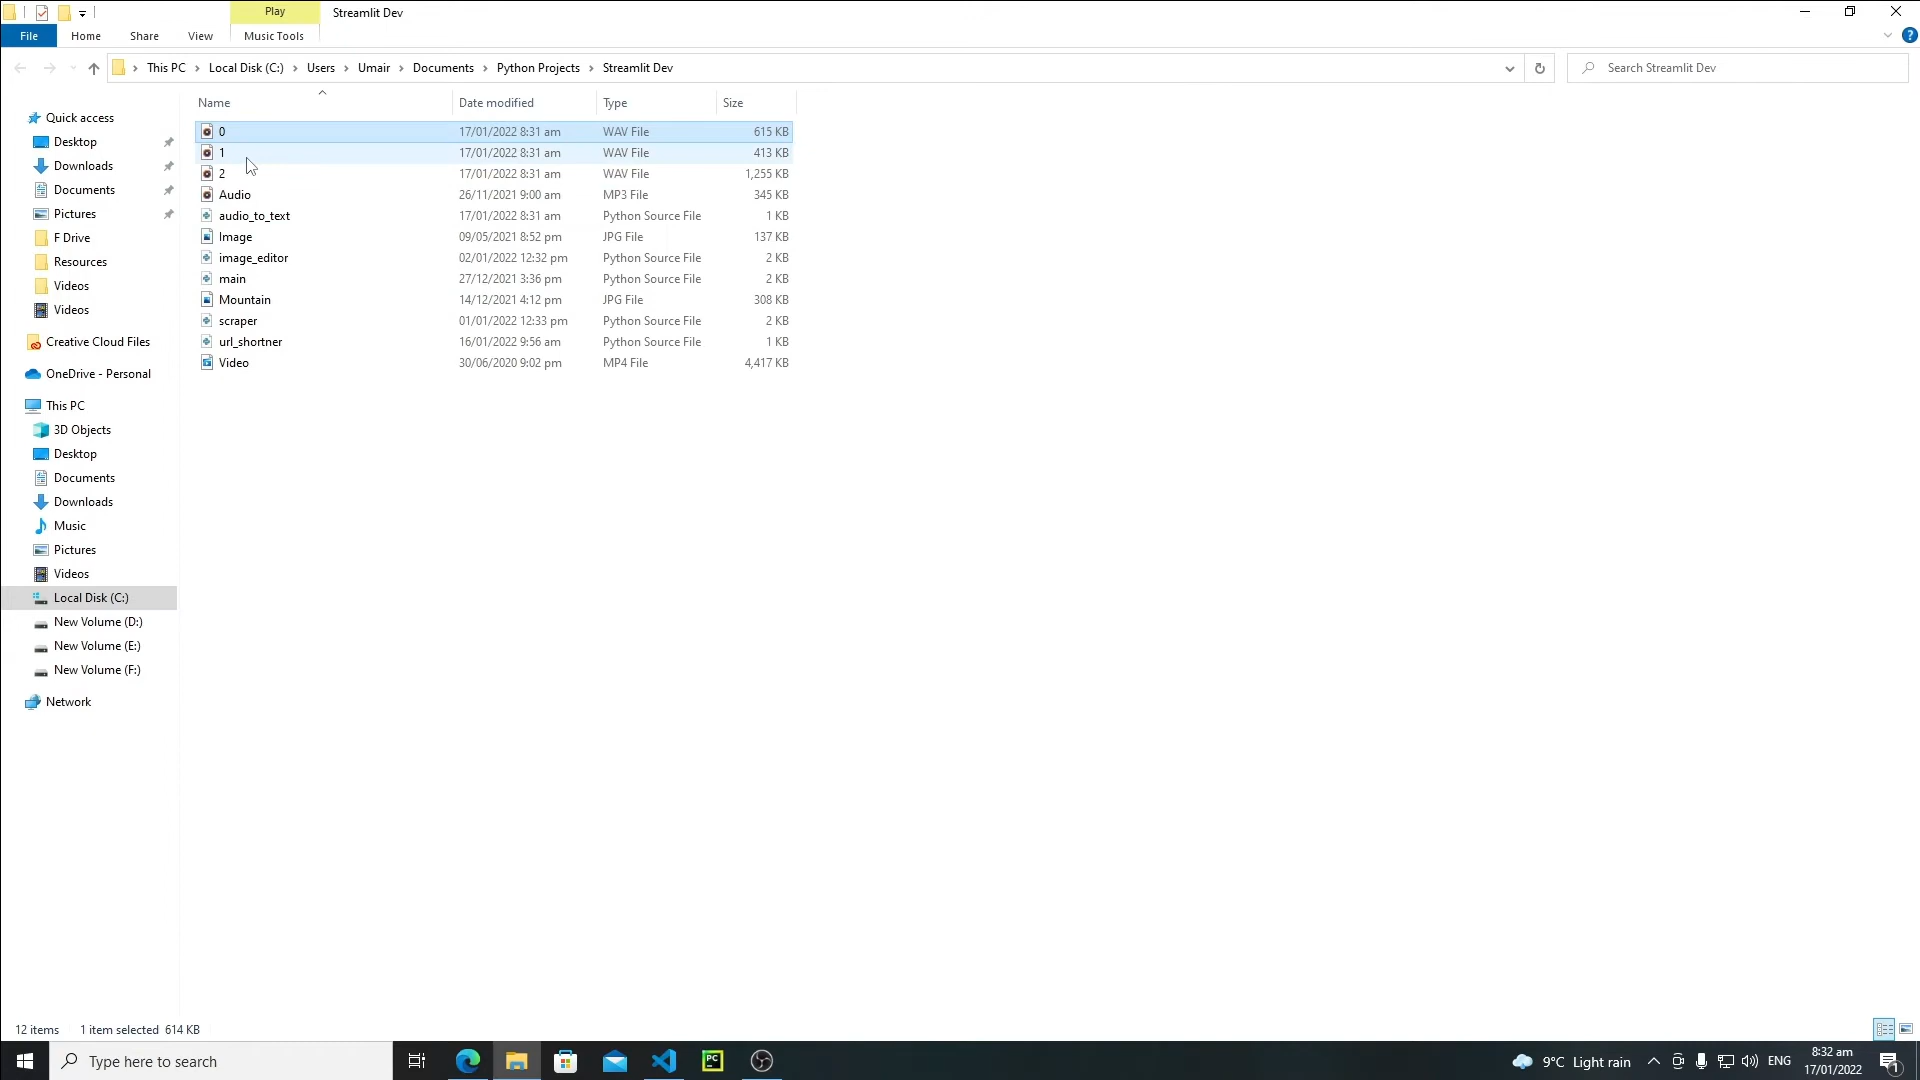 Play
Streamlit Dev
File
Home
Share
View
Music Tools
This PC
Local Disk (C:)
Users
Umair
Documents
Python Projects
Streamlit Dev
Search Streamlit Dev
Name
Date modified
Type
Size
0 17/01/2022 8:31 am WAV File 615 KB
1 17/01/2022 8:31 am WAV File 413 KB
2 17/01/2022 8:31 am WAV File 1,255 KB
Audio 26/11/2021 9:00 am MP3 File 345 KB
audio_to_text 17/01/2022 8:31 am Python Source File 1 KB
Image 09/05/2021 8:52 pm JPG File 137 KB
image_editor 02/01/2022 12:32 pm Python Source File 2 KB
main 27/12/2021 3:36 pm Python Source File 2 KB
Mountain 14/12/2021 4:12 pm JPG File 308 KB
scraper 01/01/2022 12:33 pm Python Source File 2 KB
url_shortner 16/01/2022 9:56 am Python Source File 1 KB
Video 30/06/2020 9:02 pm MP4 File 4,417 KB
Quick access
Desktop
Downloads
Documents
Pictures
F Drive
Resources
Videos
Videos
Creative Cloud Files
OneDrive - Personal
This PC
3D Objects
Desktop
Documents
Downloads
Music
Pictures
Videos
Local Disk (C:)
New Volume (D:)
New Volume (E:)
New Volume (F:)
Network
12 items
1 item selected 614 KB
Type here to search
PC
9°C Light rain
ENG
8:32 am
17/01/2022
1